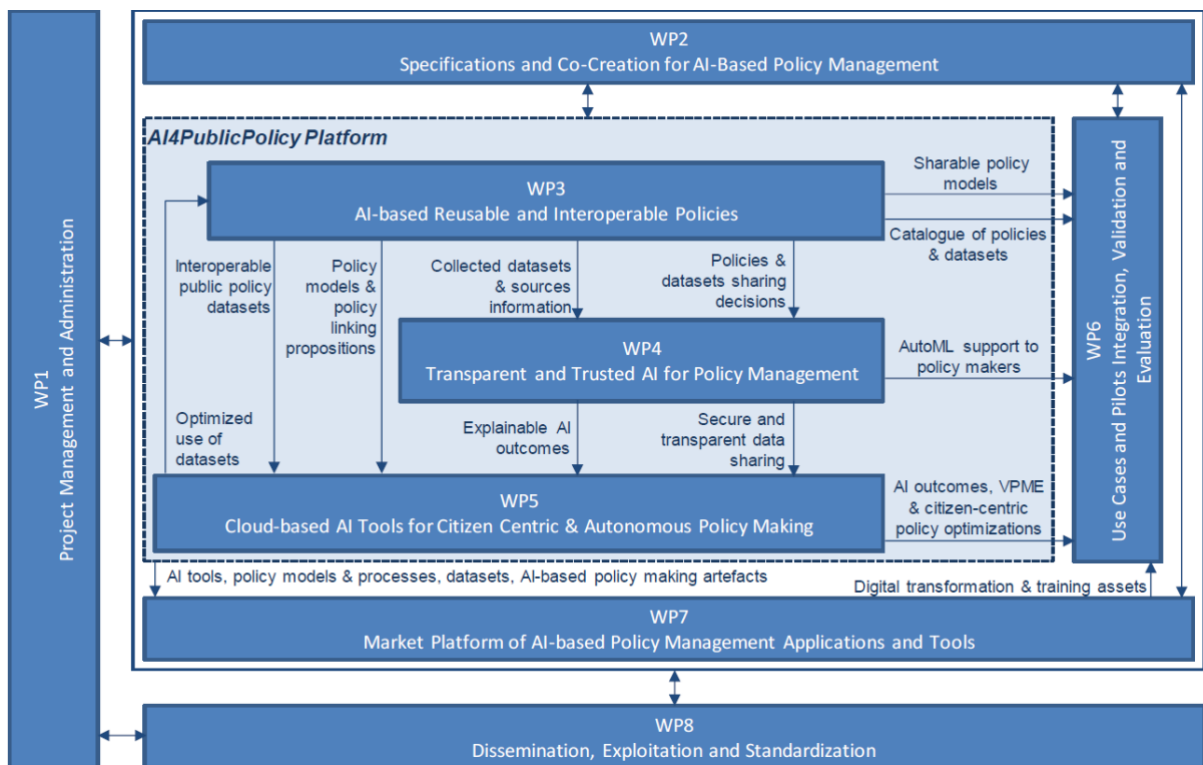 WP2
Specifications and Co-Creation for AI-Based Policy Management
AI4PublicPolicy Platform
WP3
AI-based Reusable and Interoperable Policies
Sharable policy
models
Catalogue of policies
& datasets
Interoperable
public policy
datasets
Policy
models &
policy
linking
propositions
Collected datasets
& sources
information
Policies &
datasets sharing
decisions
WP1
Project Management and Administration
WP4
Transparent and Trusted AI for Policy Management
AutoML support to
policy makers
WP6
Use Cases and Pilots Integration, Validation and
Evaluation
Optimized
use of
datasets
Explainable AI
outcomes
Secure and
transparent data
sharing
WP5
Cloud-based AI Tools for Citizen Centric & Autonomous Policy Making
AI outcomes, VPME
& citizen-centric
policy optimizations
AI tools, policy models & processes, datasets, AI-based policy making artefacts
Digital transformation & training assets
WP7
Market Platform of AI-based Policy Management Applications and Tools
WP8
Dissemination, Exploitation and Standardization